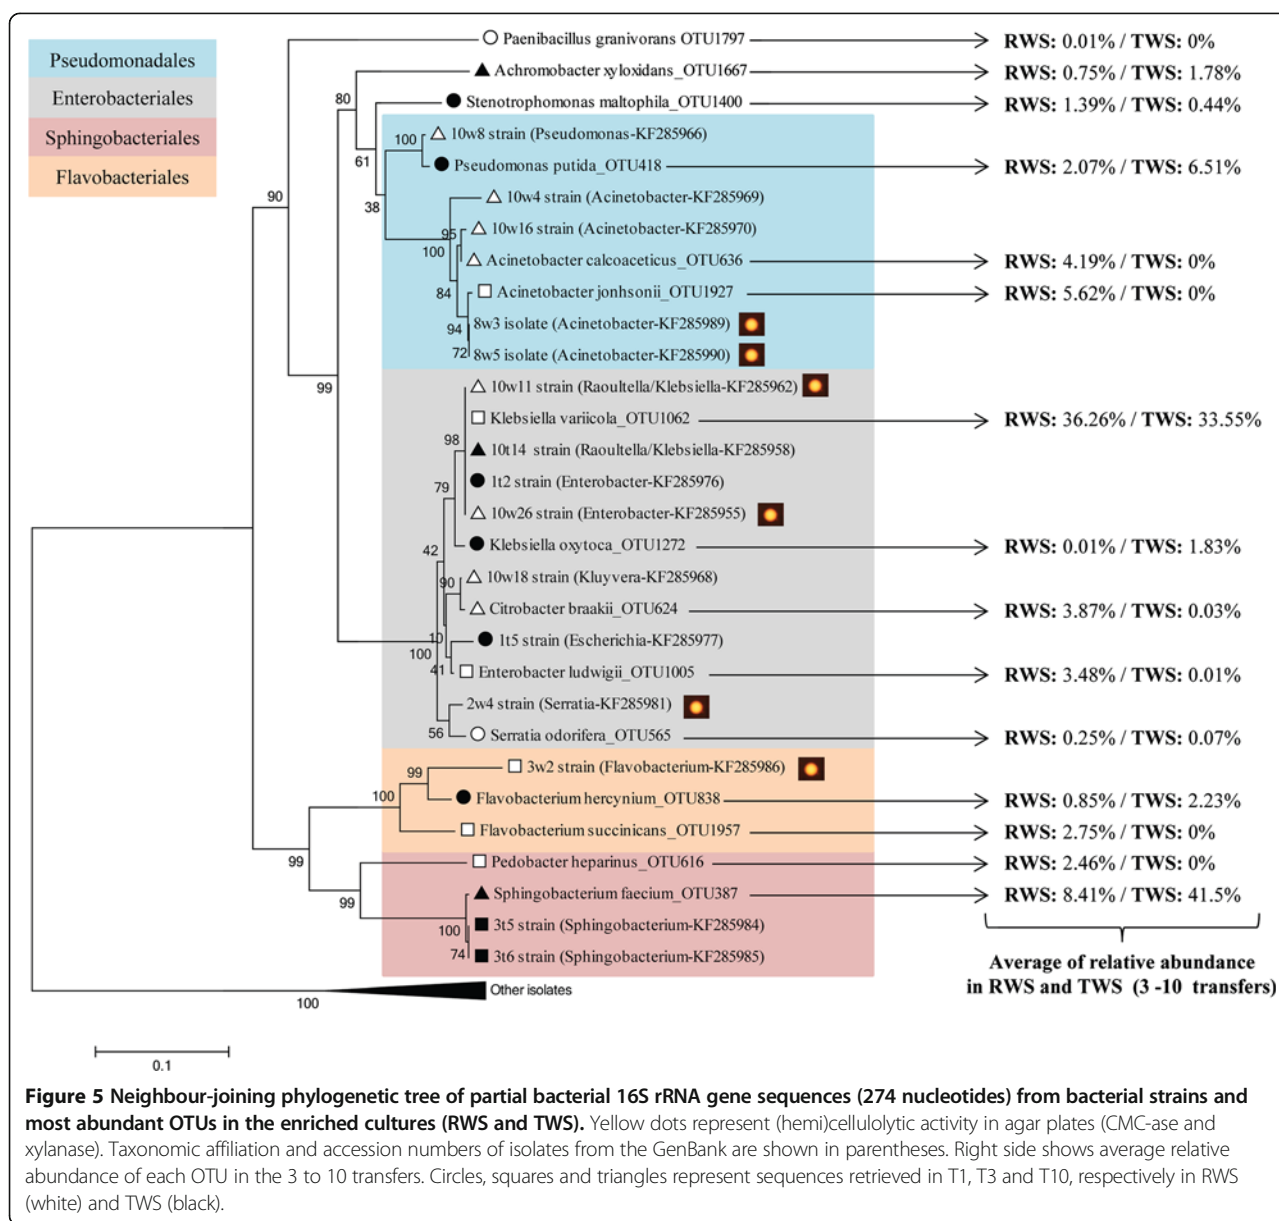 Pseudomonadales
Enterobacteriales
Sphingobacteriales
Flavobacteriales
Paenibacillus granivorans OTU1797 RWS: 0.01% / TWS: 0%
Achromobacter xyloxidans_OTU1667 RWS: 0.75% / TWS: 1.78%
80
Stenotrophomonas maltophila_OTU1400 RWS: 1.39% / TWS: 0.44%
10w8 strain (Pseudomonas-KF285966)
100
61
Pseudomonas putida_OTU418 RWS: 2.07% / TWS: 6.51%
90
10w4 strain (Acinetobacter-KF285969)
38
10w16 strain (Acinetobacter-KF285970)
95
100
Acinetobacter calcoaceticus_OTU636 RWS: 4.19% / TWS: 0%
84
Acinetobacter jonhsonii_OTU1927 RWS: 5.62% / TWS: 0%
8w3 isolate (Acinetobacter-KF285989)
94
72
8w5 isolate (Acinetobacter-KF285990)
99
10w11 strain (Raoultella/Klebsiella-KF285962)
Klebsiella variicola_OTU1062 RWS: 36.26% / TWS: 33.55%
98
10t14 strain (Raoultella/Klebsiella-KF285958)
79
1t2 strain (Enterobacter-KF285976)
10w26 strain (Enterobacter-KF285955)
42
Klebsiella oxytoca_OTU1272 RWS: 0.01% / TWS: 1.83%
90
10w18 strain (Kluyvera-KF285968)
Citrobacter braakii_OTU624 RWS: 3.87% / TWS: 0.03%
10
1t5 strain (Escherichia-KF285977)
100
41
Enterobacter ludwigii_OTU1005 RWS: 3.48% / TWS: 0.01%
2w4 strain (Serratia-KF285981)
56
Serratia odorifera_OTU565 RWS: 0.25% / TWS: 0.07%
99
3w2 strain (Flavobacterium-KF285986)
100
Flavobacterium hercynium_OTU838 RWS: 0.85% / TWS: 2.23%
Flavobacterium succinicans_OTU1957 RWS: 2.75% / TWS: 0%
99
Pedobacter heparinus_OTU616 RWS: 2.46% / TWS: 0%
99
Sphingobacterium faecium_OTU387 RWS: 8.41% / TWS: 41.5%
100
3t5 strain (Sphingobacterium-KF285984)
74
3t6 strain (Sphingobacterium-KF285985)
Average of relative abundance
in RWS and TWS (3 -10 transfers)
Other isolates
100
0.1
Figure 5 Neighbour-joining phylogenetic tree of partial bacterial 16S rRNA gene sequences (274 nucleotides) from bacterial strains and
most abundant OTUs in the enriched cultures (RWS and TWS). Yellow dots represent (hemi)cellulolytic activity in agar plates (CMC-ase and
xylanase). Taxonomic affiliation and accession numbers of isolates from the GenBank are shown in parentheses. Right side shows average relative
abundance of each OTU in the 3 to 10 transfers. Circles, squares and triangles represent sequences retrieved in T1, T3 and T10, respectively in RWS
(white) and TWS (black).